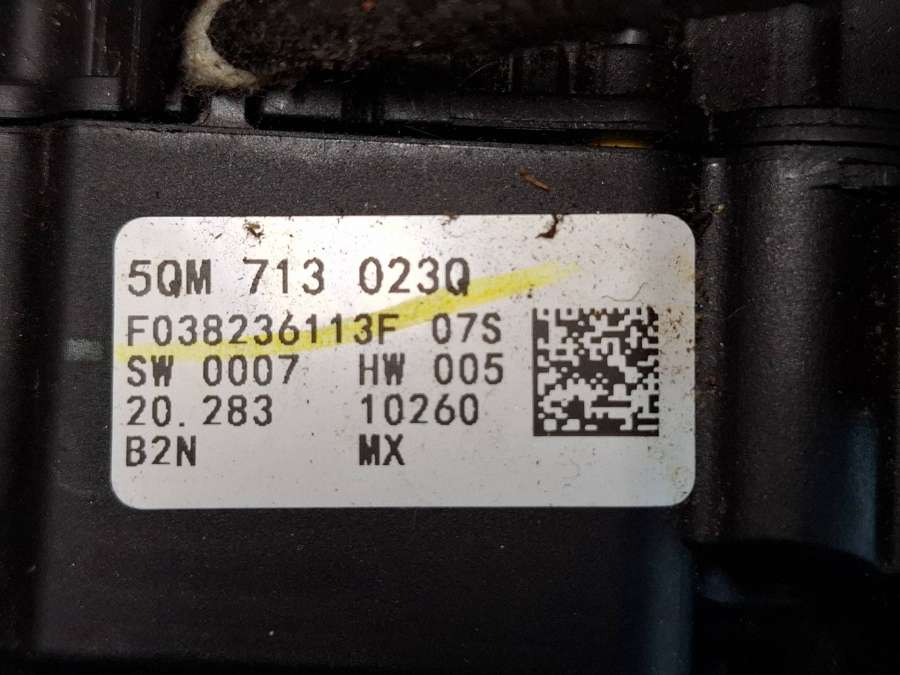 5QM 713 023Q
F038236113F 07S
SW 0007 HW 005
20.283 10260
B2N MX